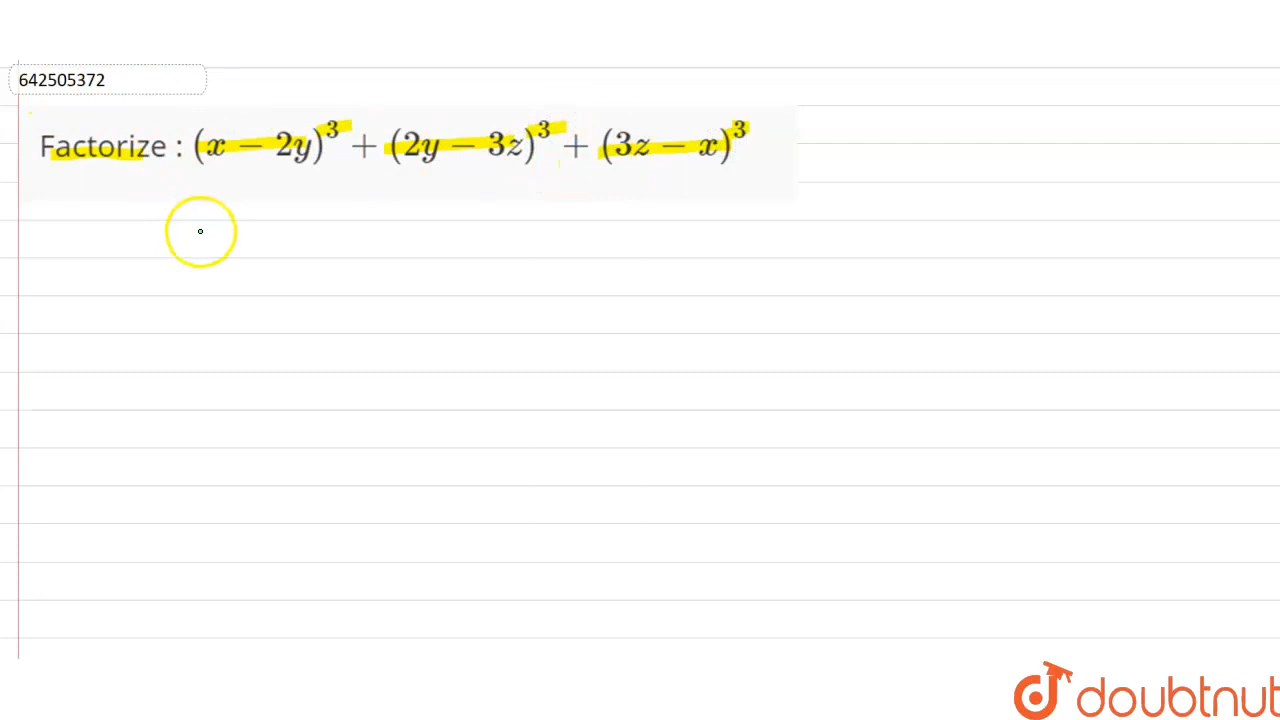 642505372
Factorize : (x − 2y)³ + (2y − 3z)³ + (3z − x)³
doubtnut